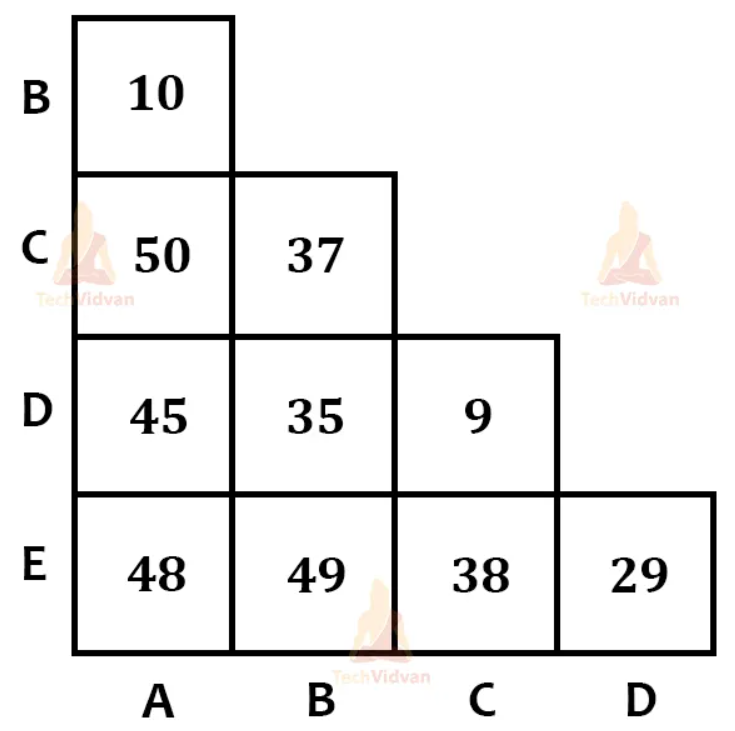 B 10
C 50 37
TechVidvan TechVidvan
D 45 35 9
E 48 49 38 29
TechVidvan
A B C D